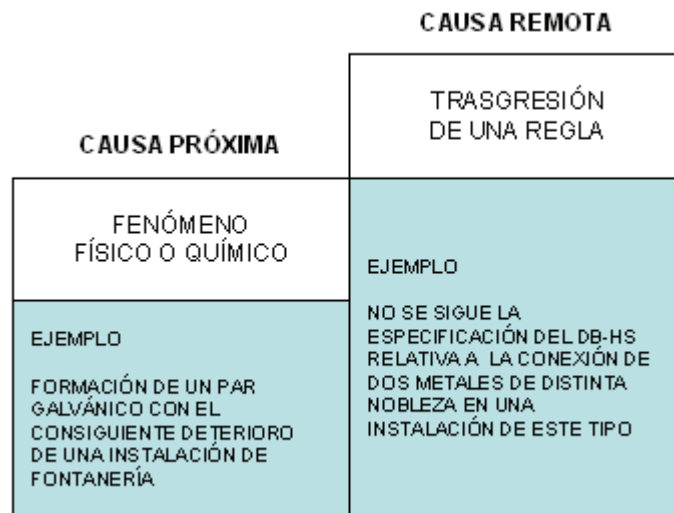 CAUSA REMOTA
TRASGRESIÓN
DE UNA REGLA
CAUSA PRÓXIMA
FENÓMENO
FÍSICO O QUÍMICO
EJEMPLO
NO SE SIGUE LA
ESPECIFICACIÓN DEL DB-HS
RELATIVA A LA CONEXIÓN DE
DOS METALES DE DISTINTA
NOBLEZA EN UNA
INSTALACIÓN DE ESTE TIPO
EJEMPLO
FORMACIÓN DE UN PAR
GALVÁNICO CON EL
CONSIGUIENTE DETERIORO
DE UNA INSTALACIÓN DE
FONTANERÍA